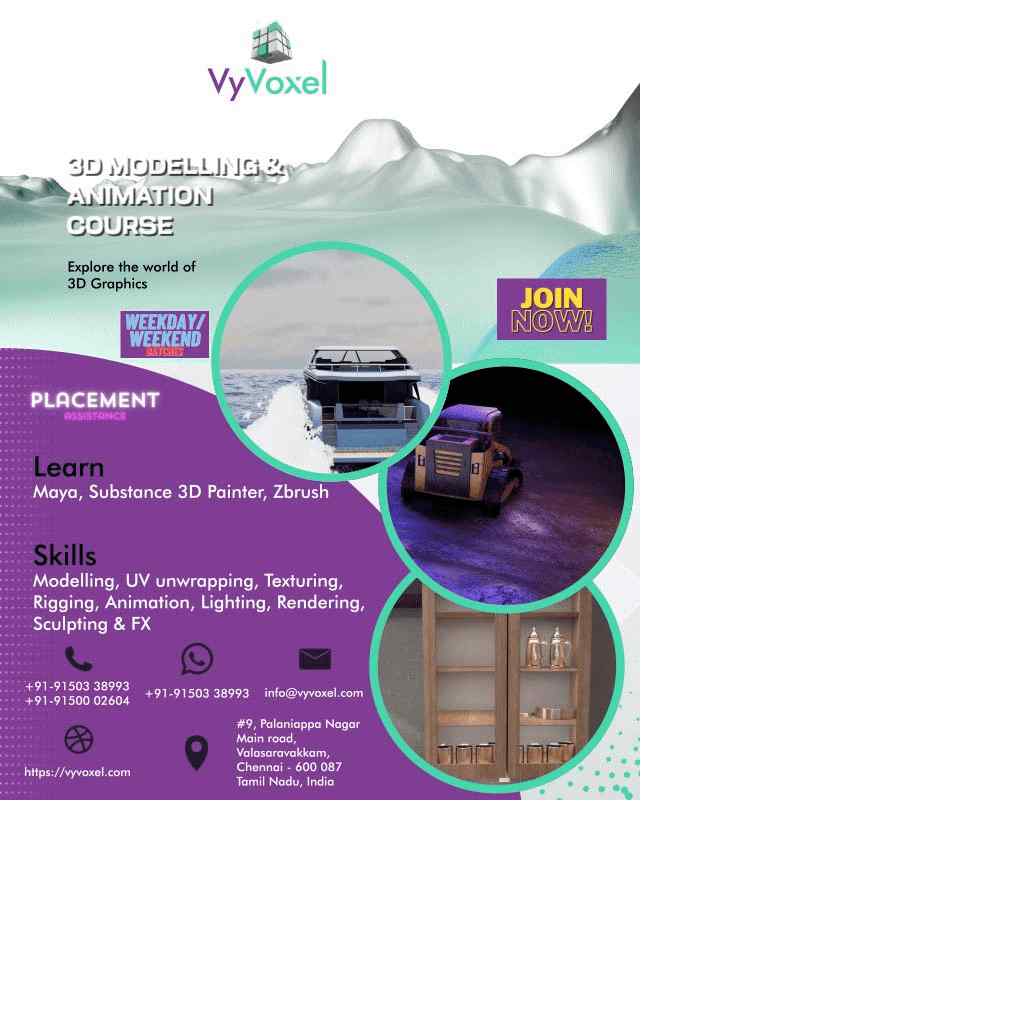 VyVoxel
3D MODELLING &
ANIMATION
COURSE
Explore the world of
3D Graphics
JOIN
NOW!
WEEKDAY/
WEEKEND
BATCHES
PLACEMENT
ASSISTANCE
Learn
Maya, Substance 3D Painter, Zbrush
Skills
Modelling, UV unwrapping, Texturing,
Rigging, Animation, Lighting, Rendering,
Sculpting & FX
+91-91503 38993
+91-91500 02604
+91-91503 38993
info@vyvoxel.com
https://vyvoxel.com
#9, Palaniappa Nagar
Main road,
Valasaravakkam,
Chennai - 600 087
Tamil Nadu, India